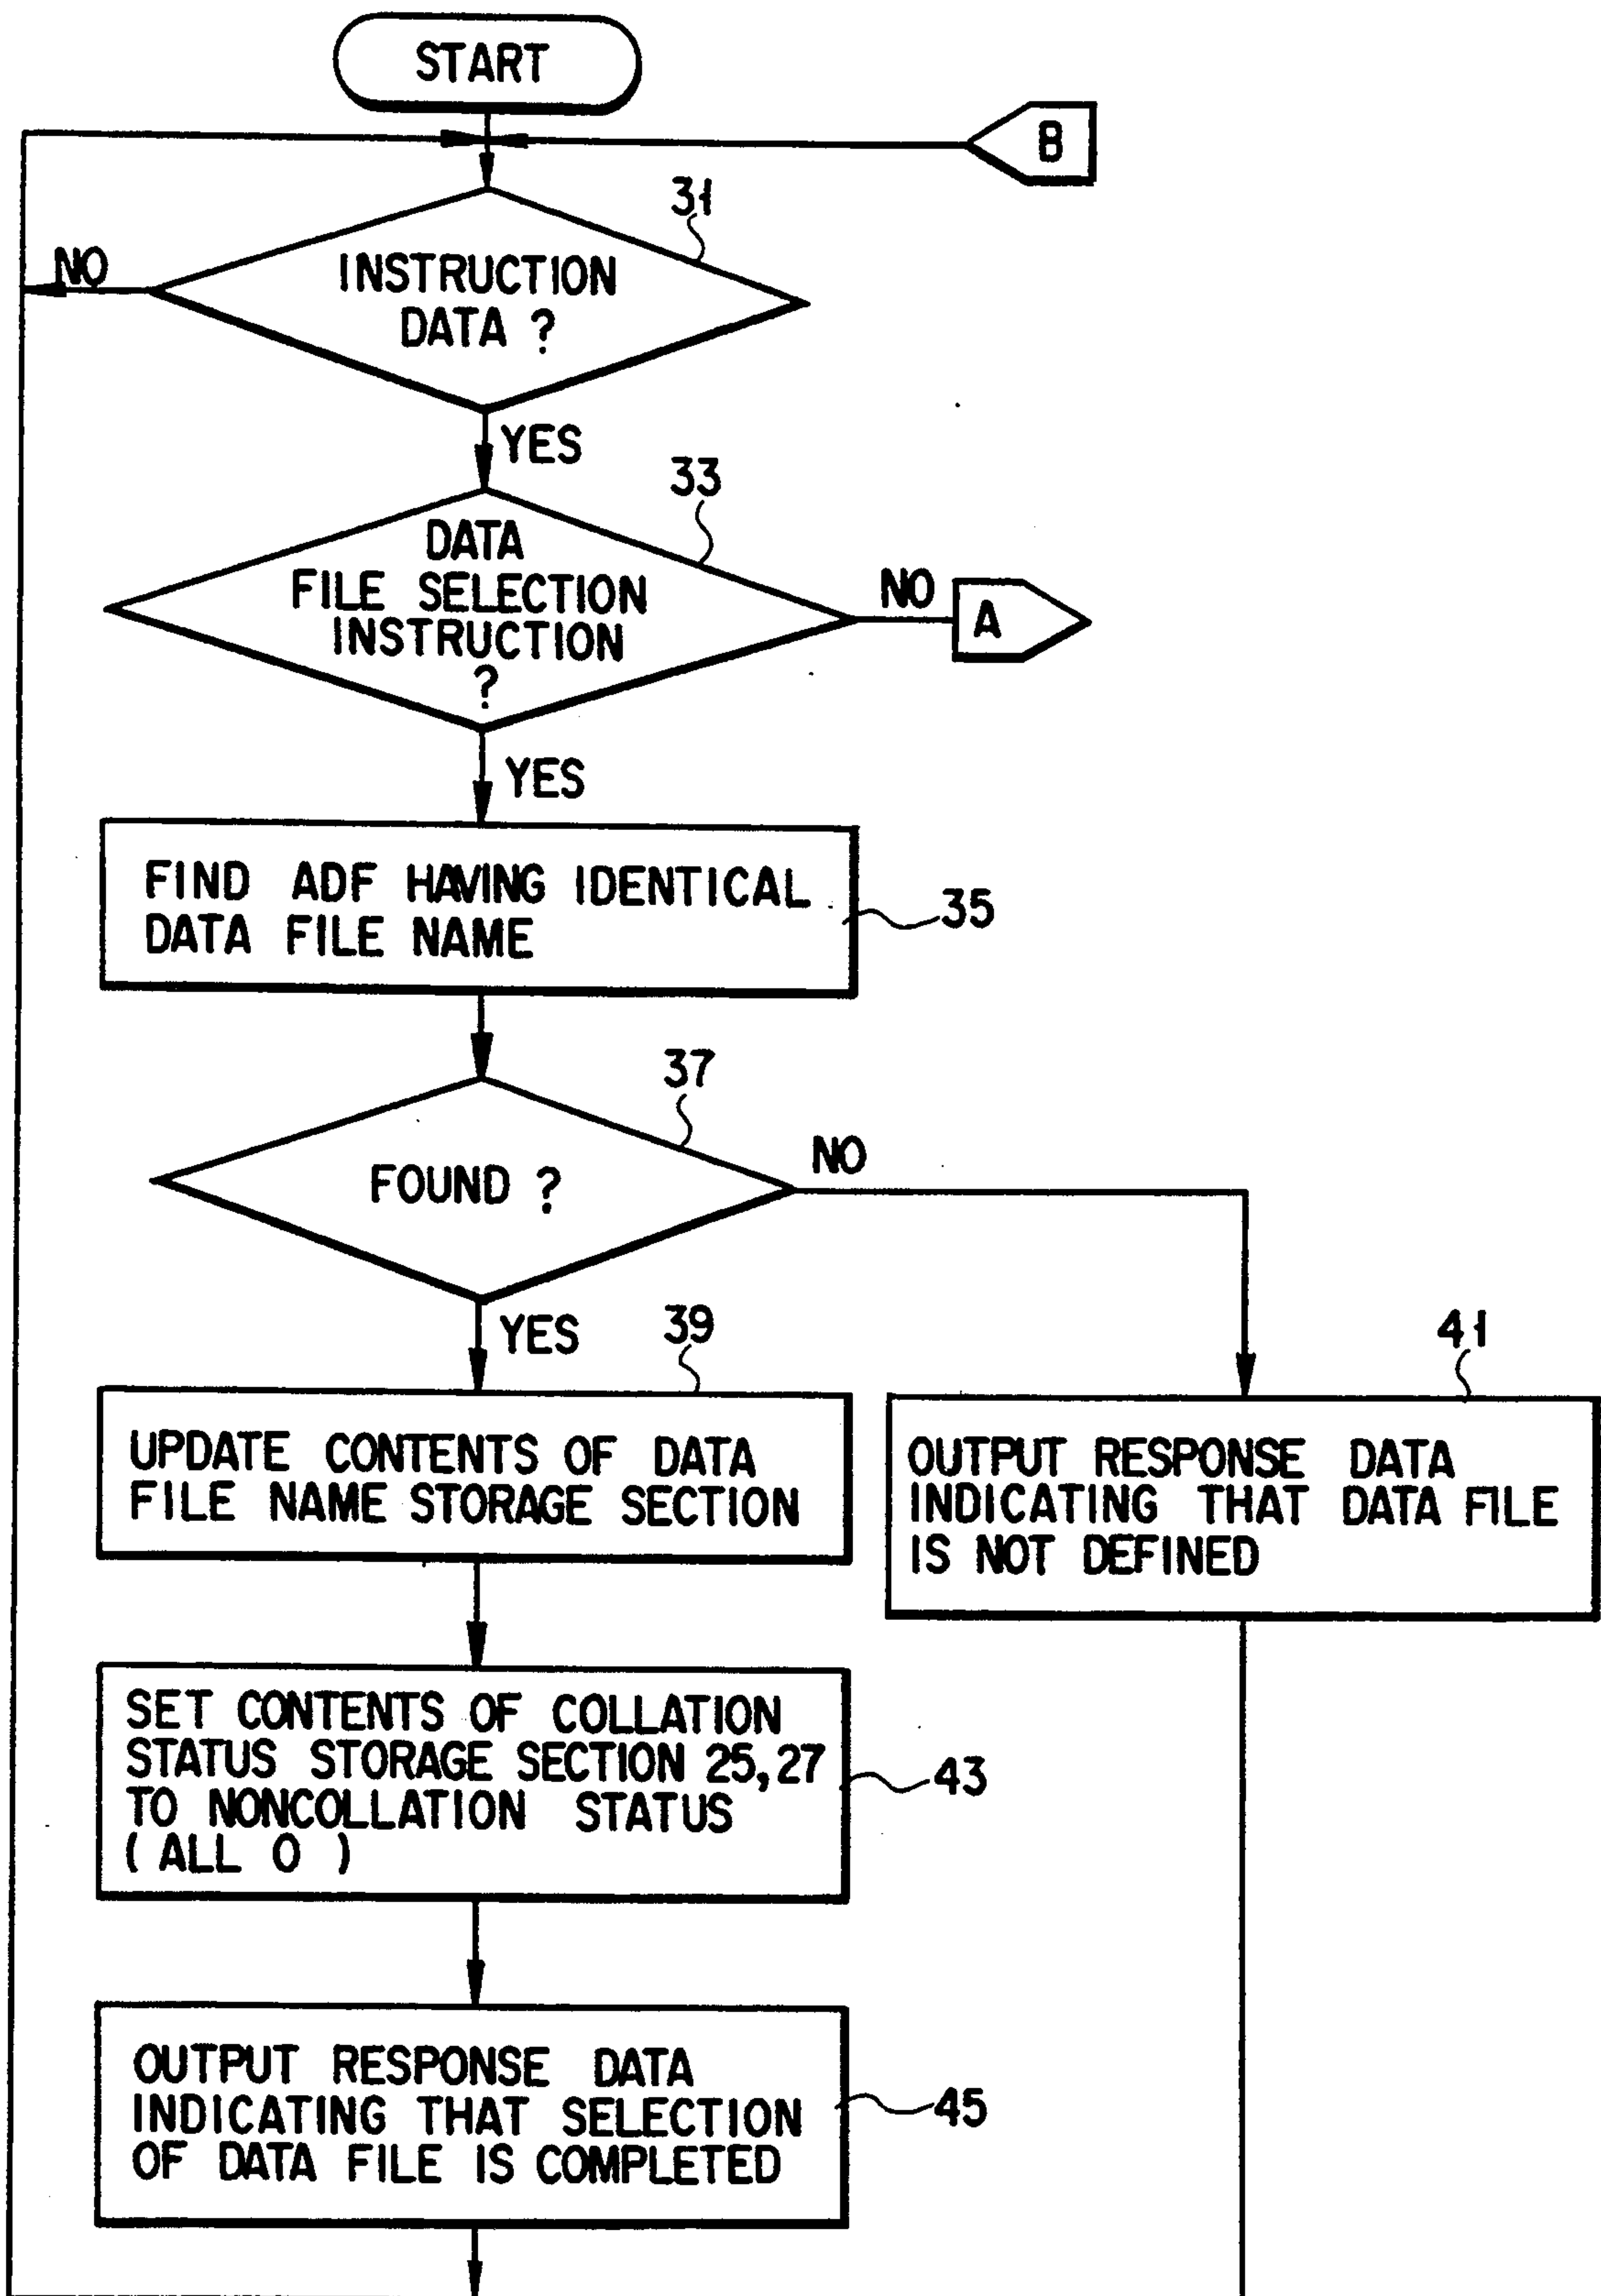 START
B
31
NO
INSTRUCTION
DATA ?
YES
33
DATA
FILE SELECTION
INSTRUCTION
?
NO
A
YES
FIND ADF HAVING IDENTICAL
DATA FILE NAME
35
37
FOUND ?
NO
YES
39
41
UPDATE CONTENTS OF DATA
FILE NAME STORAGE SECTION
OUTPUT RESPONSE DATA
INDICATING THAT DATA FILE
IS NOT DEFINED
SET CONTENTS OF COLLATION
STATUS STORAGE SECTION 25,27
TO NONCOLLATION STATUS
( ALL 0 )
43
OUTPUT RESPONSE DATA
INDICATING THAT SELECTION
OF DATA FILE IS COMPLETED
45